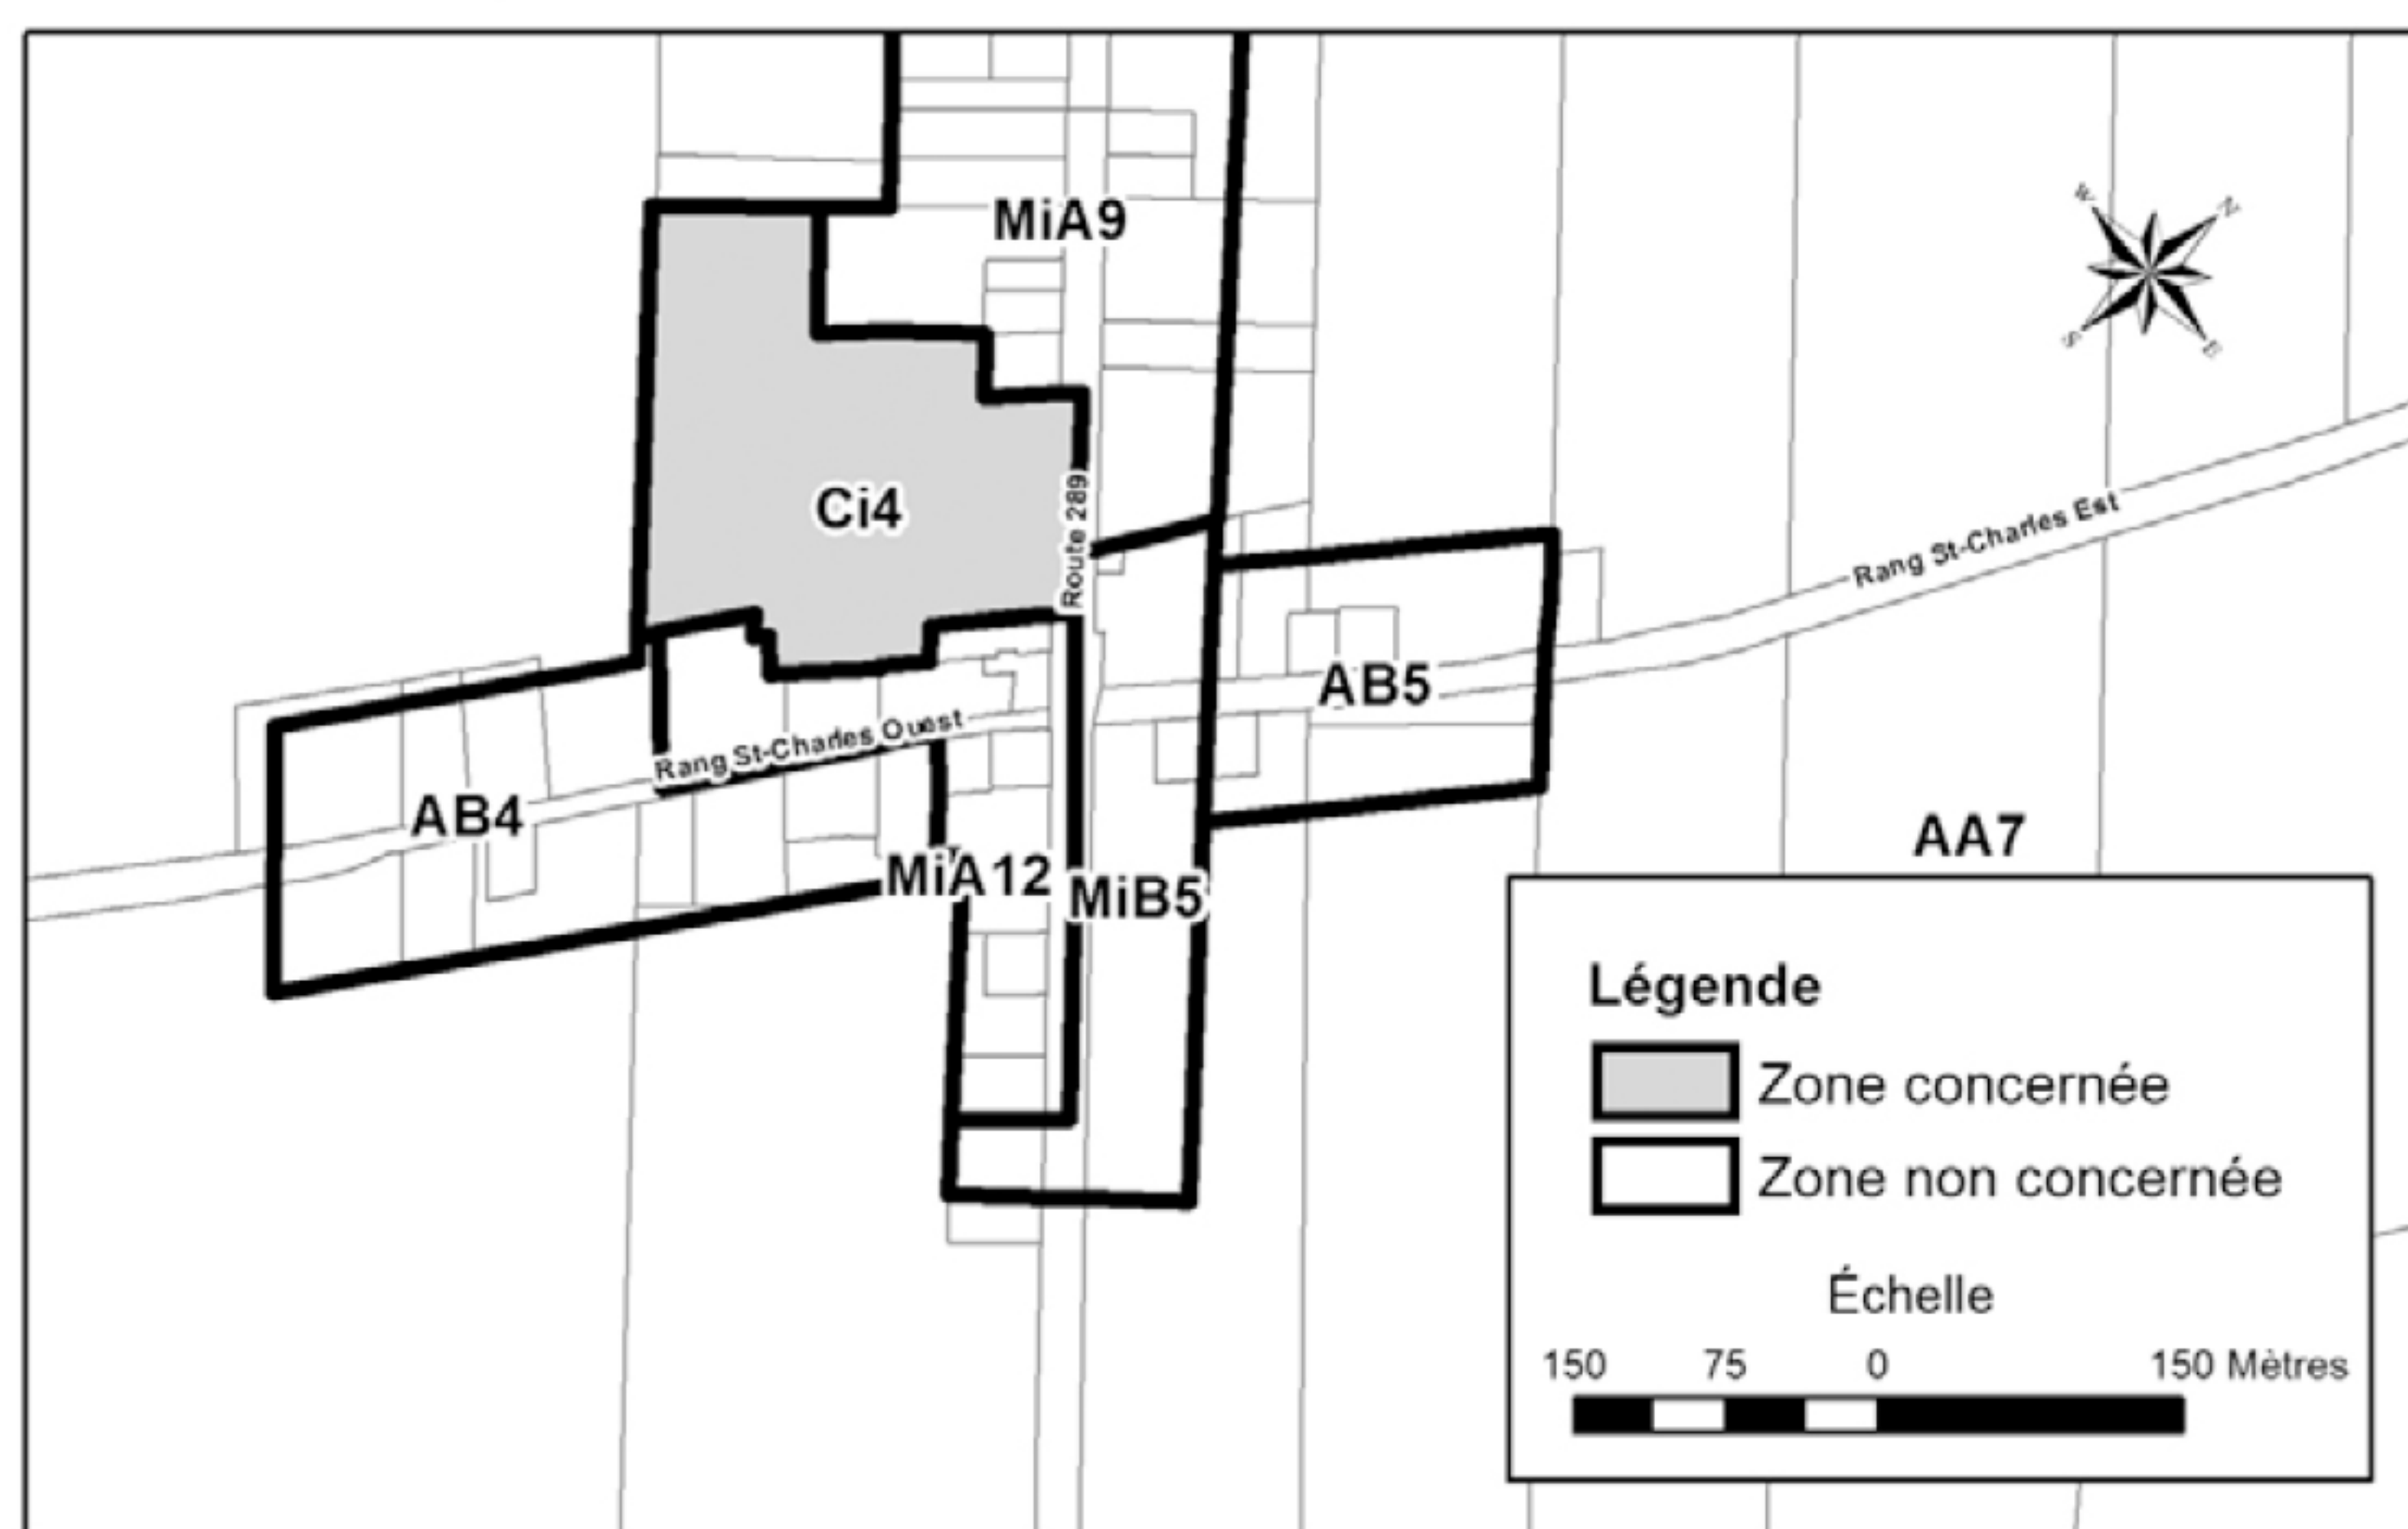 MiA9
W
N
S
E
Ci4
Route 289
Rang St-Charles Est
AB5
Rang St-Charles Ouest
AB4
AA7
MiA12
MiB5
Légende
Zone concernée
Zone non concernée
Échelle
150 75 0 150 Mètres